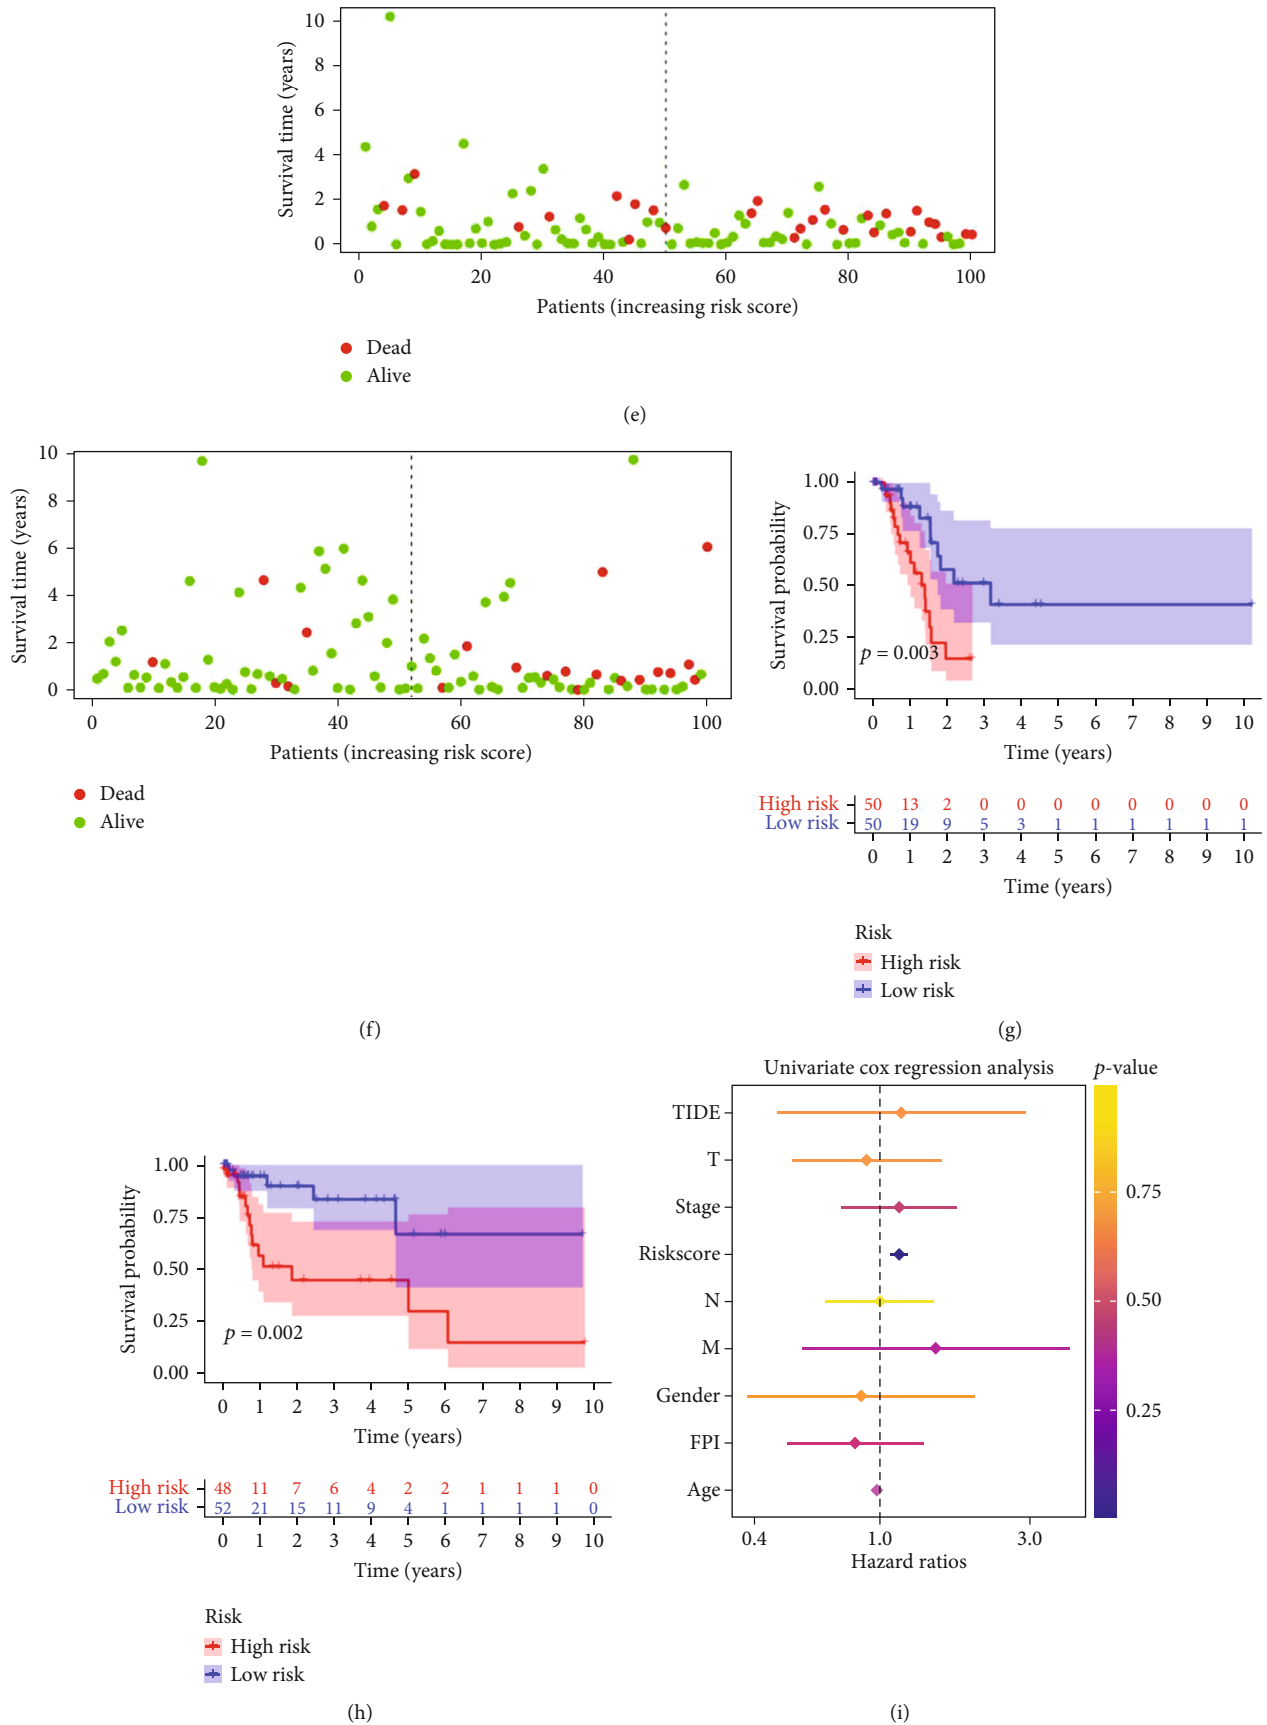 10
8
6
4
2
0
Survival time (years)
0 20 40 60 80 100
Patients (increasing risk score)
Dead
Alive
(e)
10
8
6
4
2
0
Survival time (years)
0 20 40 60 80 100
Patients (increasing risk score)
Dead
Alive
(f)
1.00
0.75
0.50
0.25
0.00
Survival probability
p = 0.003
0 1 2 3 4 5 6 7 8 9 10
Time (years)
High risk 50 13 2 0 0 0 0 0 0 0 0
Low risk 50 19 9 5 3 1 1 1 1 1 1
0 1 2 3 4 5 6 7 8 9 10
Time (years)
Risk
High risk
Low risk
(g)
1.00
0.75
0.50
0.25
0.00
Survival probability
p = 0.002
0 1 2 3 4 5 6 7 8 9 10
Time (years)
High risk 48 11 7 6 4 2 2 1 1 1 0
Low risk 52 21 15 11 9 4 1 1 1 1 0
0 1 2 3 4 5 6 7 8 9 10
Time (years)
Risk
High risk
Low risk
(h)
Univariate cox regression analysis
TIDE
T
Stage
Riskscore
N
M
Gender
FPI
Age
0.4 1.0 3.0
Hazard ratios
p-value
0.75
0.50
0.25
(i)